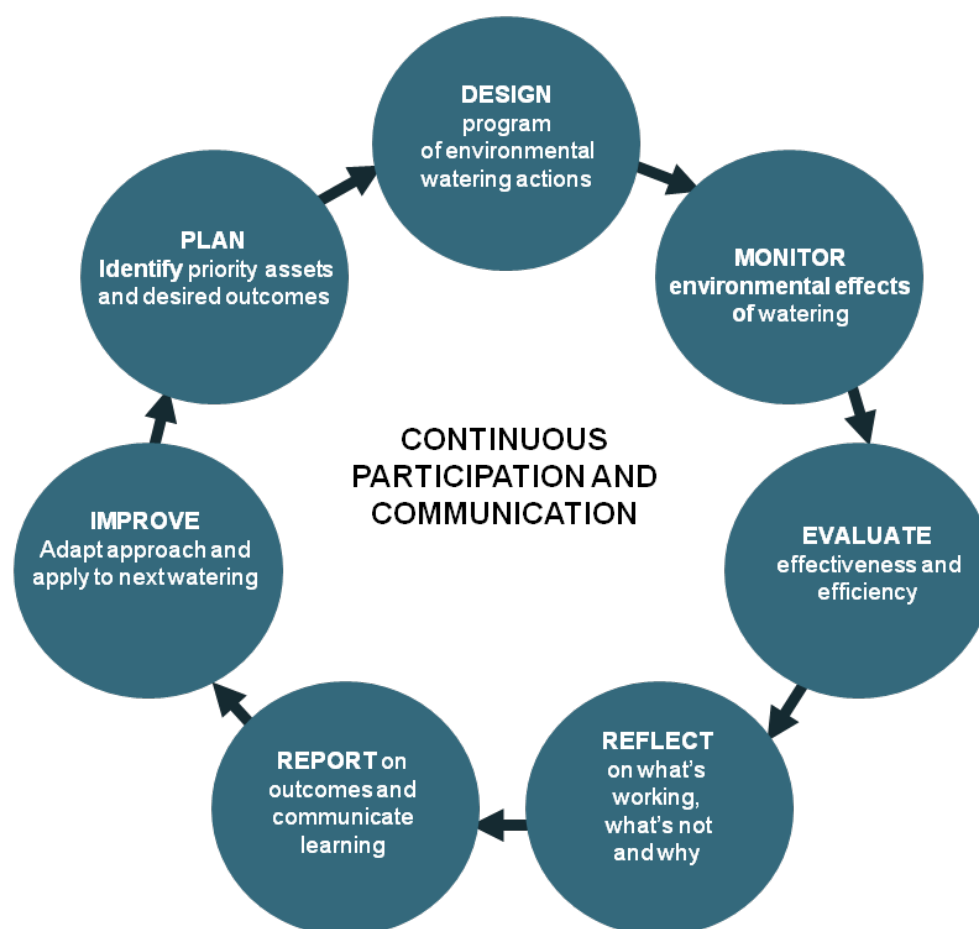 DESIGN
program
of environmental
watering actions
MONITOR
environmental effects
of watering
EVALUATE
effectiveness and
efficiency
REFLECT
on what's
working,
what's not
and why
REPORT on
outcomes and
communicate
learning
IMPROVE
Adapt approach and
apply to next watering
PLAN
Identify priority assets
and desired outcomes
CONTINUOUS
PARTICIPATION AND
COMMUNICATION